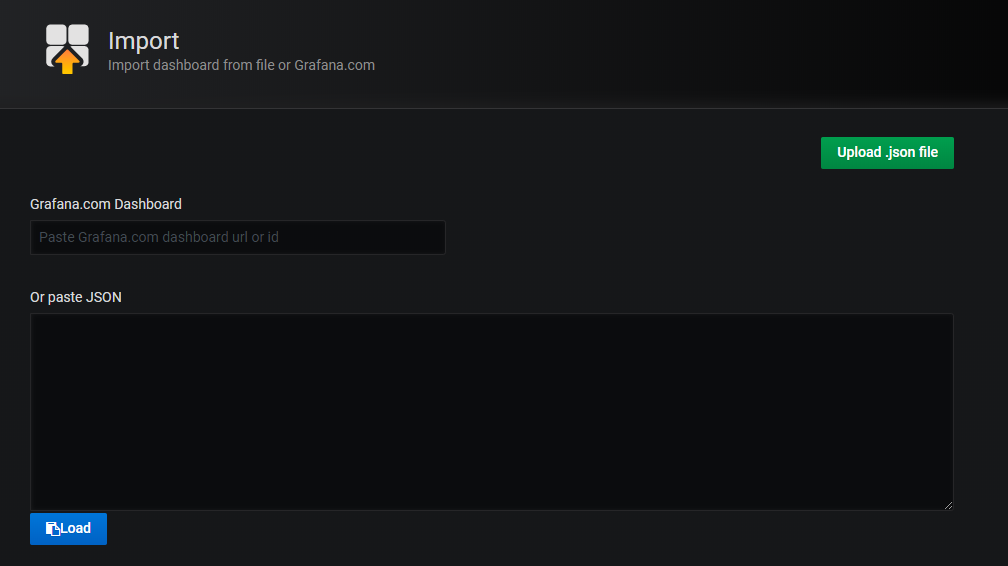 Import
Import dashboard from file or Grafana.com
Upload .json file
Grafana.com Dashboard
Paste Grafana.com dashboard url or id
Or paste JSON
Load